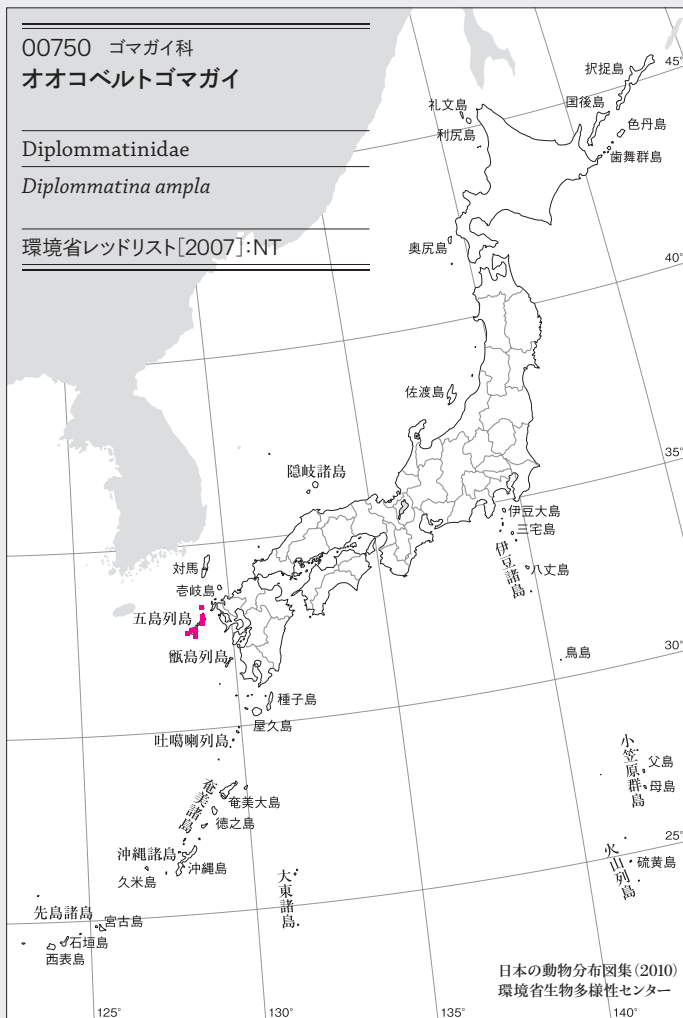 00750 ゴマガイ科
オオコベルトゴマガイ
Diplommatinidae
Diplommatina ampla
環境省レッドリスト[2007]:NT
択捉島
45°
国後島
礼文島
色丹島
利尻島
歯舞群島
奥尻島
40°
佐渡島
35°
隠岐諸島
伊豆大島
三宅島
伊豆諸島
八丈島
対馬
壱岐島
五島列島
甑島列島
鳥島
30°
種子島
屋久島
吐噶喇列島
小笠原群島
父島
母島
奄美諸島
奄美大島
徳之島
25°
沖縄諸島
沖縄島
久米島
火山列島
硫黄島
大東諸島
先島諸島
宮古島
石垣島
西表島
日本の動物分布図集(2010)
環境省生物多様性センター
125°
130°
135°
140°